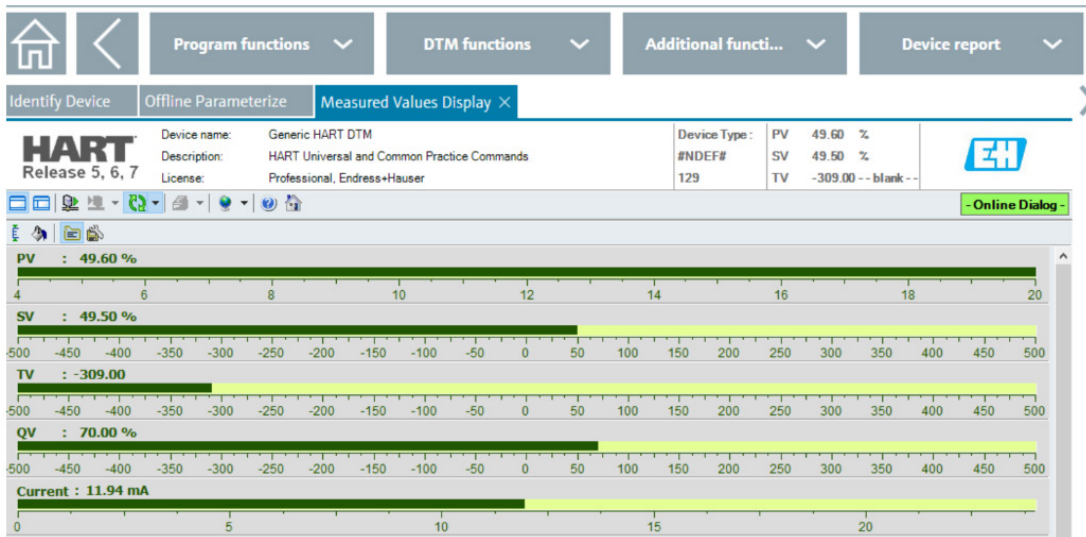 Program functions
DTM functions
Additional functi...
Device report
Identify Device
Offline Parameterize
Measured Values Display
HART
Release 5, 6, 7
Device name: Generic HART DTM
Description: HART Universal and Common Practice Commands
License: Professional, Endress+Hauser
Device Type :
#NDEF#
129
PV 49.60 %
SV 49.50 %
TV -309.00 -- blank --
EH
- Online Dialog -
PV : 49.60 %
4 6 8 10 12 14 16 18 20
SV : 49.50 %
-500 -450 -400 -350 -300 -250 -200 -150 -100 -50 0 50 100 150 200 250 300 350 400 450 500
TV : -309.00
-500 -450 -400 -350 -300 -250 -200 -150 -100 -50 0 50 100 150 200 250 300 350 400 450 500
QV : 70.00 %
-500 -450 -400 -350 -300 -250 -200 -150 -100 -50 0 50 100 150 200 250 300 350 400 450 500
Current : 11.94 mA
0 5 10 15 20